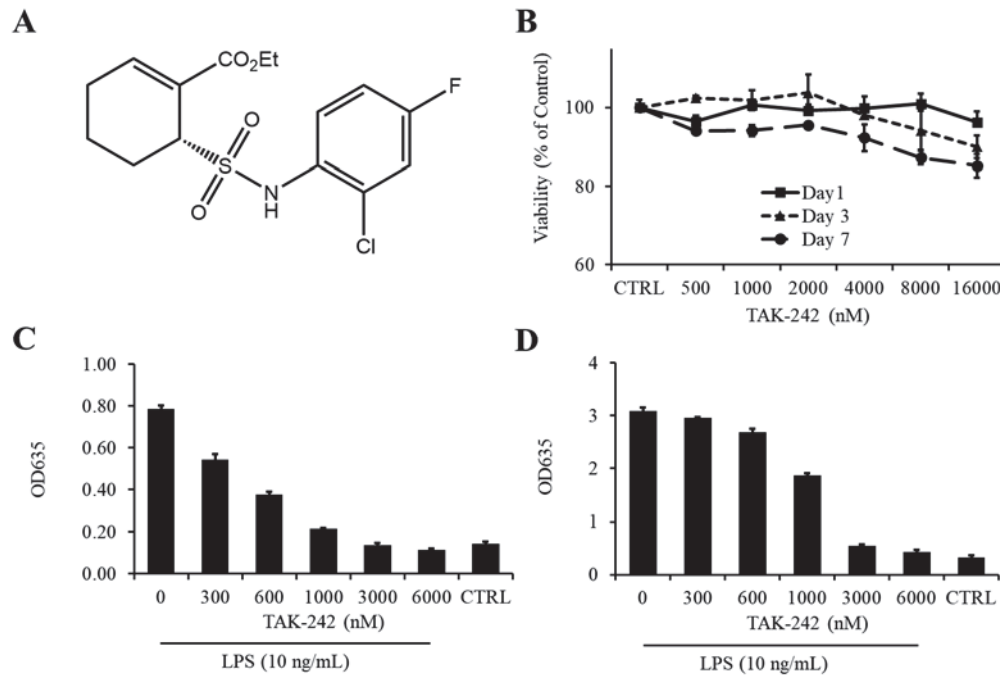 A
CO2Et
F
O
S
O
N
H
Cl
B
Viability (% of Control)
100
80
60
Day1
Day 3
Day 7
CTRL 500 1000 2000 4000 8000 16000
TAK-242 (nM)
C
OD635
1.00
0.80
0.60
0.40
0.20
0.00
0 300 600 1000 3000 6000 CTRL
TAK-242 (nM)
LPS (10 ng/mL)
D
OD635
4
3
2
1
0
0 300 600 1000 3000 6000 CTRL
TAK-242 (nM)
LPS (10 ng/mL)